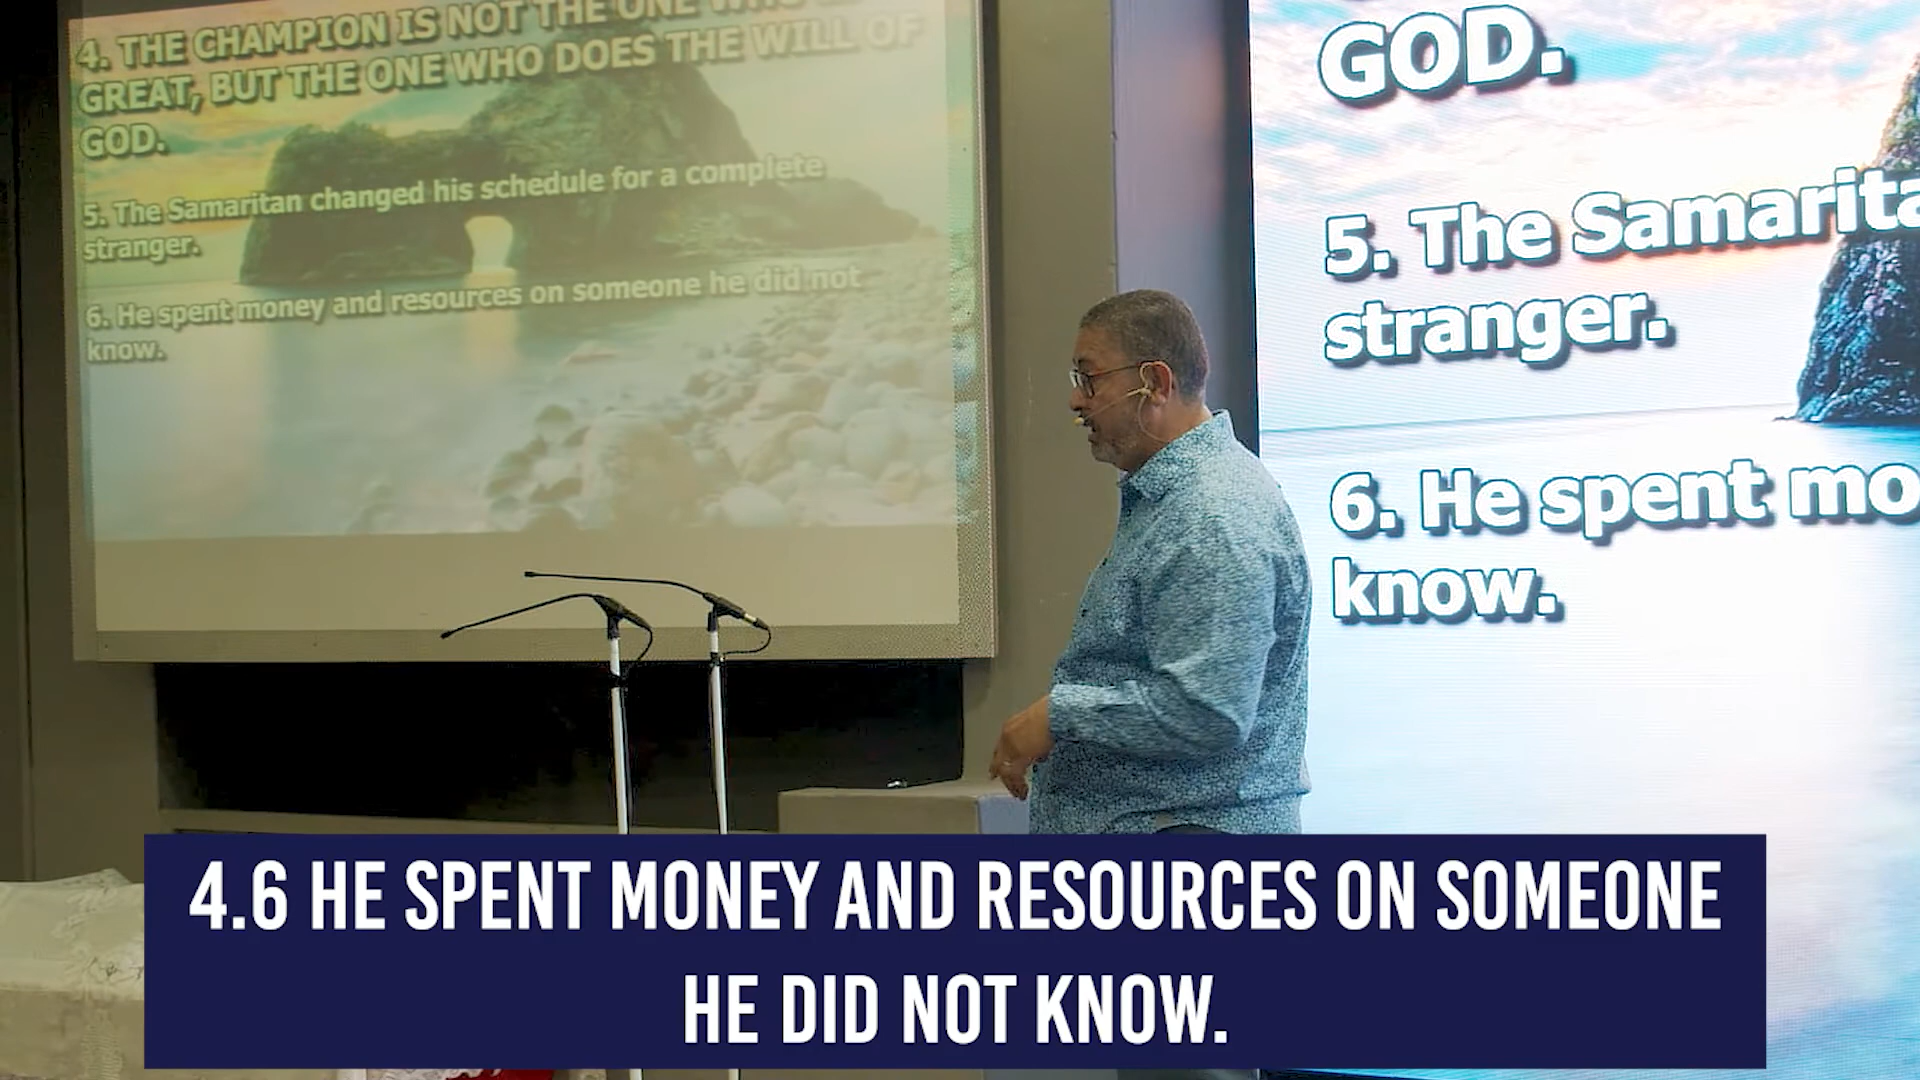 4. THE CHAMPION IS NOT THE ONE WHO
GREAT, BUT THE ONE WHO DOES THE WILL OF
GOD.
5. The Samaritan changed his schedule for a complete
stranger.
6. He spent money and resources on someone he did not
know.
GOD.
5. The Samarita
stranger.
6. He spent mo
know.
4.6 HE SPENT MONEY AND RESOURCES ON SOMEONE
HE DID NOT KNOW.